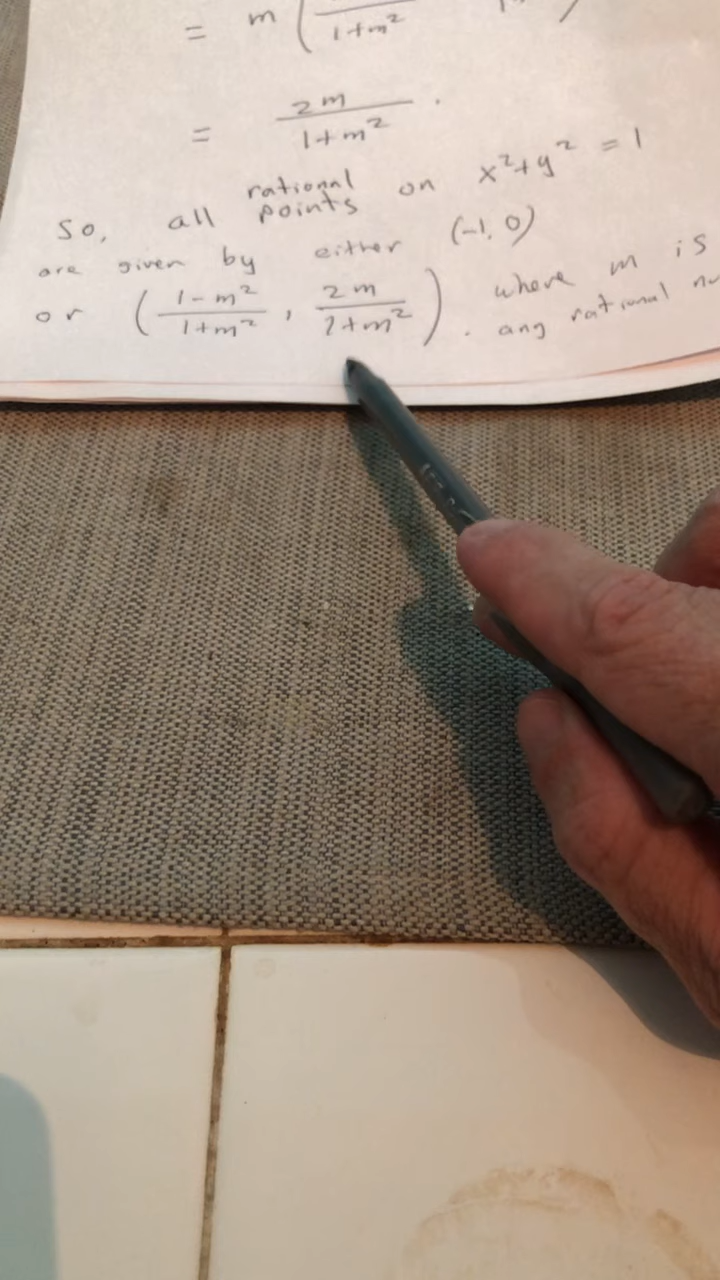 = m ( / 1+m² )
= 2m / 1+m² .
So, all rational points on x²+y² = 1
are given by either (-1, 0)
or ( 1-m² / 1+m² , 2m / 1+m² ) . where m is
any rational